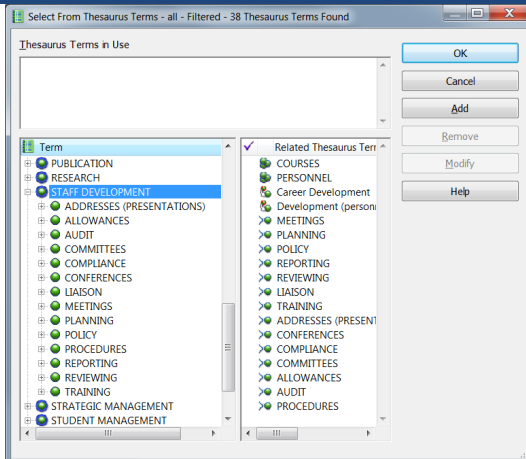 Select From Thesaurus Terms - all - Filtered - 38 Thesaurus Terms Found
Thesaurus Terms in Use
OK
Cancel
Add
Remove
Modify
Help
Term
PUBLICATION
RESEARCH
STAFF DEVELOPMENT
ADDRESSES (PRESENTATIONS)
ALLOWANCES
AUDIT
COMMITTEES
COMPLIANCE
CONFERENCES
LIAISON
MEETINGS
PLANNING
POLICY
PROCEDURES
REPORTING
REVIEWING
TRAINING
STRATEGIC MANAGEMENT
STUDENT MANAGEMENT
Related Thesaurus Term
COURSES
PERSONNEL
Career Development
Development (personn
MEETINGS
PLANNING
POLICY
REPORTING
REVIEWING
LIAISON
TRAINING
ADDRESSES (PRESENT
CONFERENCES
COMPLIANCE
COMMITTEES
ALLOWANCES
AUDIT
PROCEDURES